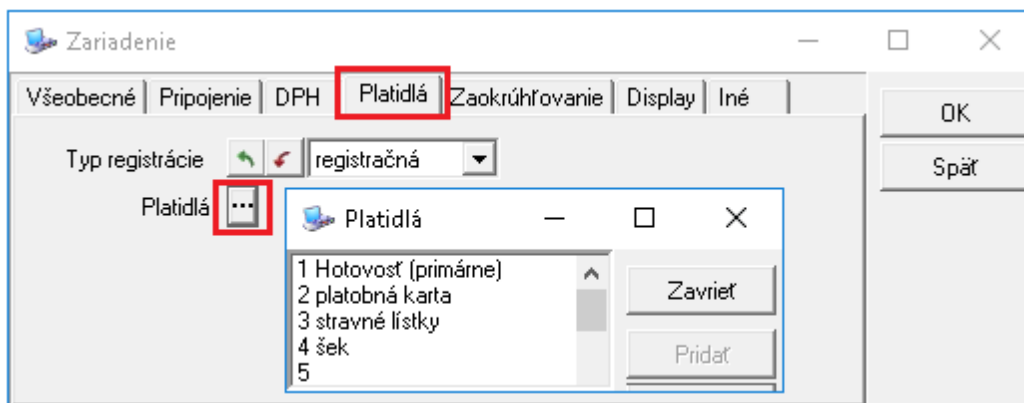 Zariadenie
Všeobecné Pripojenie DPH Platidlá Zaokrúhľovanie Display Iné
OK
Späť
Typ registrácie registračná
Platidlá ...
Platidlá
1 Hotovosť (primárne)
2 platobná karta
3 stravné lístky
4 šek
5
Zavrieť
Pridať